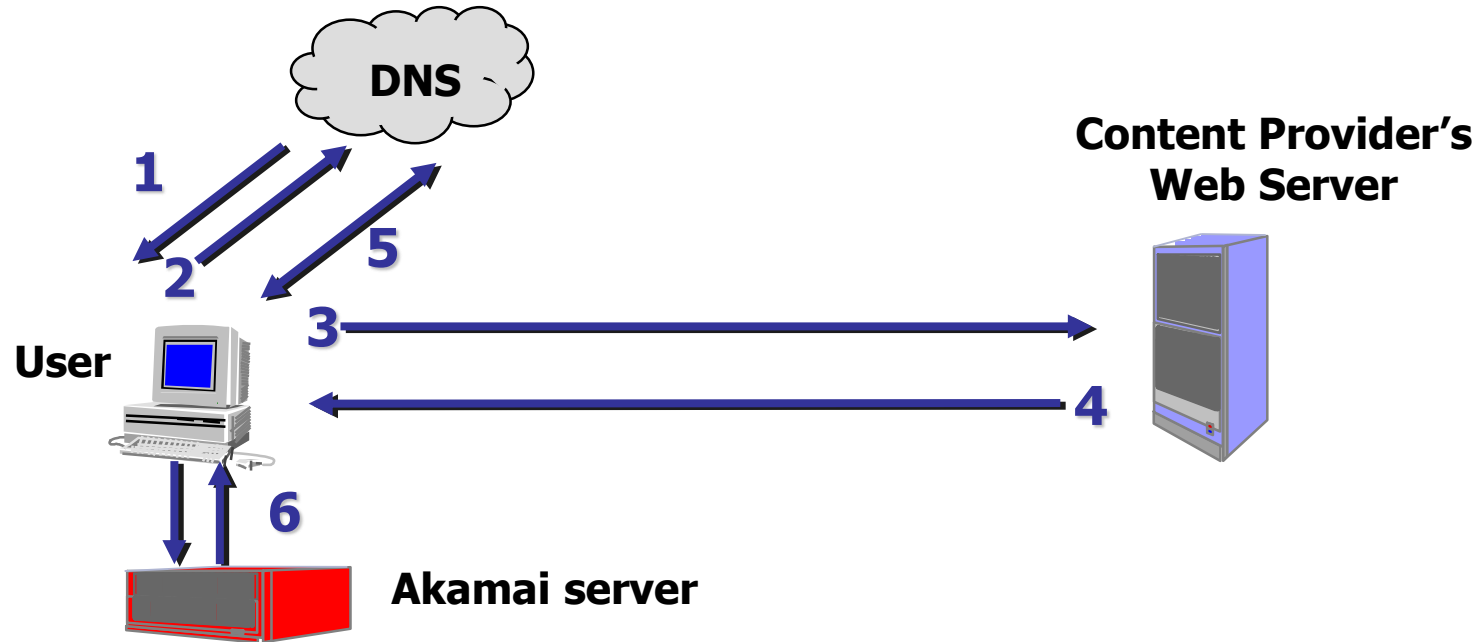 DNS
Content Provider’s
Web Server
1
2
5
3
User
4
6
Akamai server